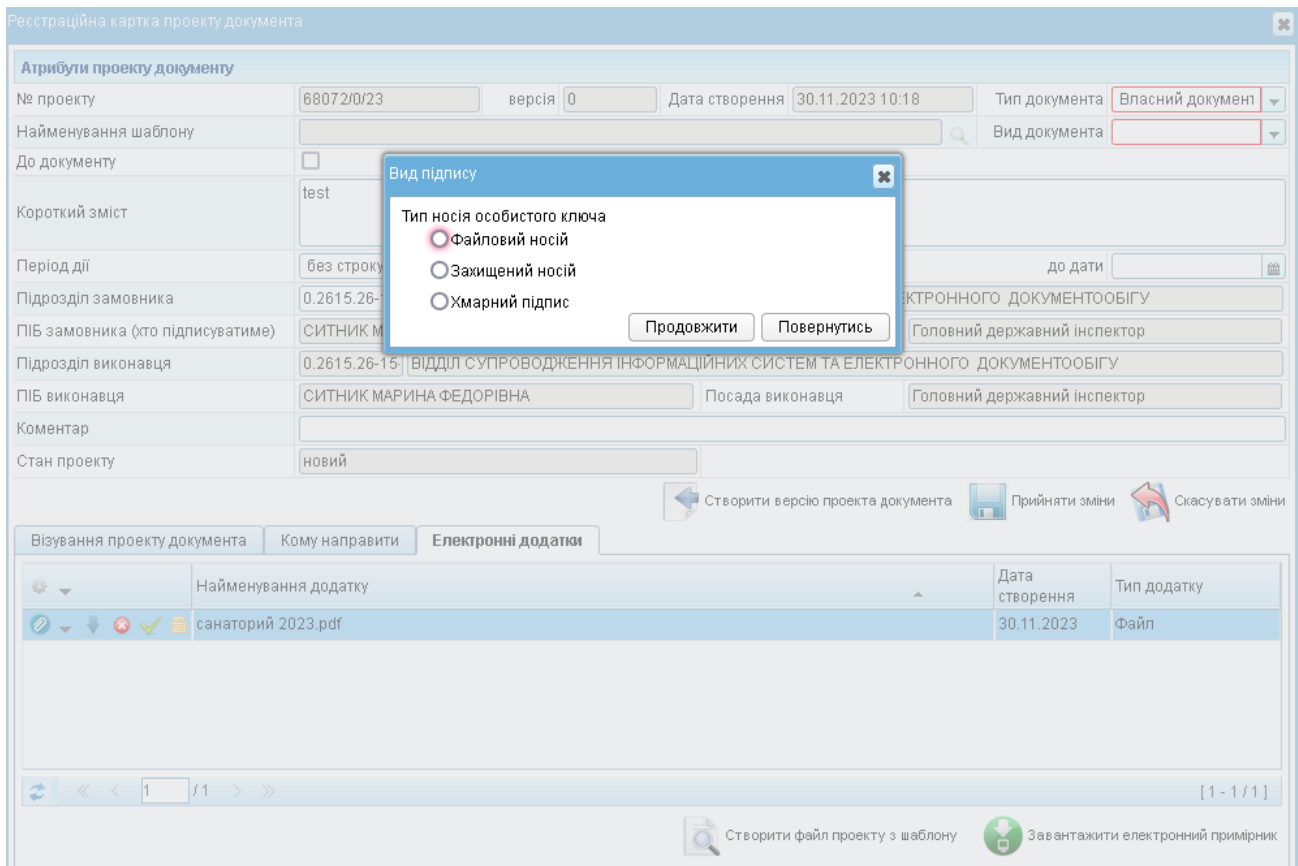 Реєстраційна картка проекту документа
Атрибути проекту документу
№ проекту 68072/0/23 версія 0 Дата створення 30.11.2023 10:18 Тип документа Власний документ
Найменування шаблону Вид документа
До документу
Вид підпису
Короткий зміст test
Тип носія особистого ключа
Файловий носій
Захищений носій
Хмарний підпис
Продовжити Повернутись
Період дії без строку до дати
Підрозділ замовника 0.2615.26- КТРОННОГО ДОКУМЕНТООБІГУ
ПІБ замовника (хто підписуватиме) СИТНИК М Головний державний інспектор
Підрозділ виконавця 0.2615.26-15- ВІДДІЛ СУПРОВОДЖЕННЯ ІНФОРМАЦІЙНИХ СИСТЕМ ТА ЕЛЕКТРОННОГО ДОКУМЕНТООБІГУ
ПІБ виконавця СИТНИК МАРИНА ФЕДОРІВНА Посада виконавця Головний державний інспектор
Коментар
Стан проекту новий
Створити версію проекта документа Прийняти зміни Скасувати зміни
Візування проекту документа Кому направити Електронні додатки
Найменування додатку Дата створення Тип додатку
санаторий 2023.pdf 30.11.2023 Файл
1 / 1 [ 1 - 1 / 1 ]
Створити файл проекту з шаблону Завантажити електронний примірник